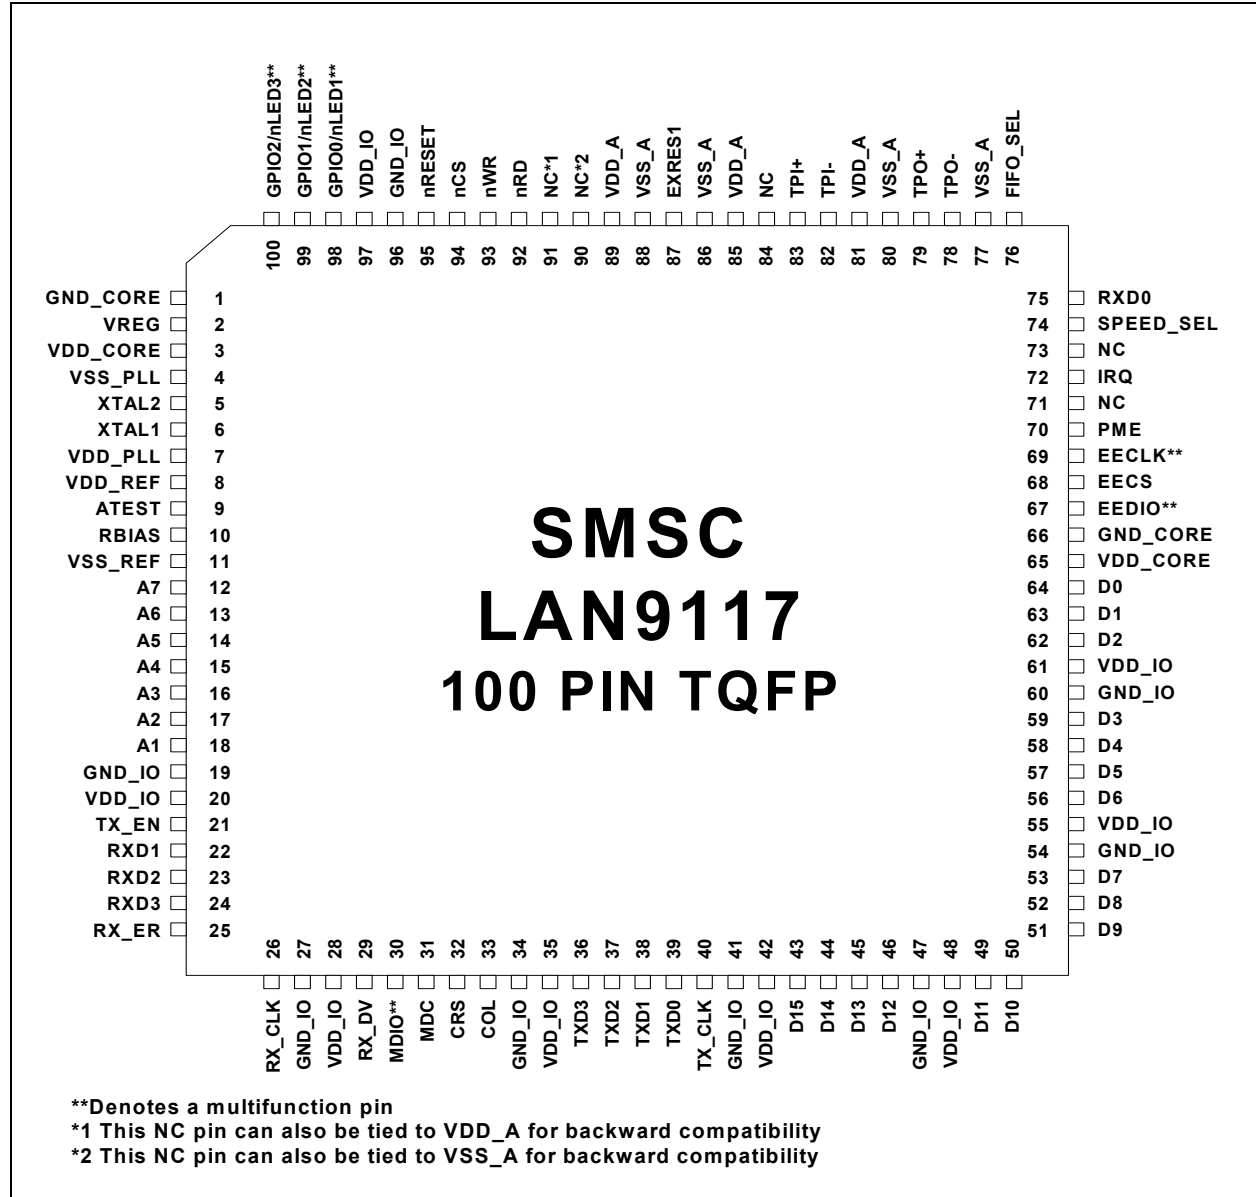 GPIO2/nLED3**
GPIO1/nLED2**
GPIO0/nLED1**
VDD_IO
GND_IO
nRESET
nCS
nWR
nRD
NC*1
NC*2
VDD_A
VSS_A
EXRES1
VSS_A
VDD_A
NC
TPI+
TPI-
VDD_A
VSS_A
TPO+
TPO-
VSS_A
FIFO_SEL
100
99
98
97
96
95
94
93
92
91
90
89
88
87
86
85
84
83
82
81
80
79
78
77
76
GND_CORE 1
VREG 2
VDD_CORE 3
VSS_PLL 4
XTAL2 5
XTAL1 6
VDD_PLL 7
VDD_REF 8
ATEST 9
RBIAS 10
VSS_REF 11
A7 12
A6 13
A5 14
A4 15
A3 16
A2 17
A1 18
GND_IO 19
VDD_IO 20
TX_EN 21
RXD1 22
RXD2 23
RXD3 24
RX_ER 25
SMSC
LAN9117
100 PIN TQFP
75 RXD0
74 SPEED_SEL
73 NC
72 IRQ
71 NC
70 PME
69 EECLK**
68 EECS
67 EEDIO**
66 GND_CORE
65 VDD_CORE
64 D0
63 D1
62 D2
61 VDD_IO
60 GND_IO
59 D3
58 D4
57 D5
56 D6
55 VDD_IO
54 GND_IO
53 D7
52 D8
51 D9
26
27
28
29
30
31
32
33
34
35
36
37
38
39
40
41
42
43
44
45
46
47
48
49
50
RX_CLK
GND_IO
VDD_IO
RX_DV
MDIO**
MDC
CRS
COL
GND_IO
VDD_IO
TXD3
TXD2
TXD1
TXD0
TX_CLK
GND_IO
VDD_IO
D15
D14
D13
D12
GND_IO
VDD_IO
D11
D10
**Denotes a multifunction pin
*1 This NC pin can also be tied to VDD_A for backward compatibility
*2 This NC pin can also be tied to VSS_A for backward compatibility